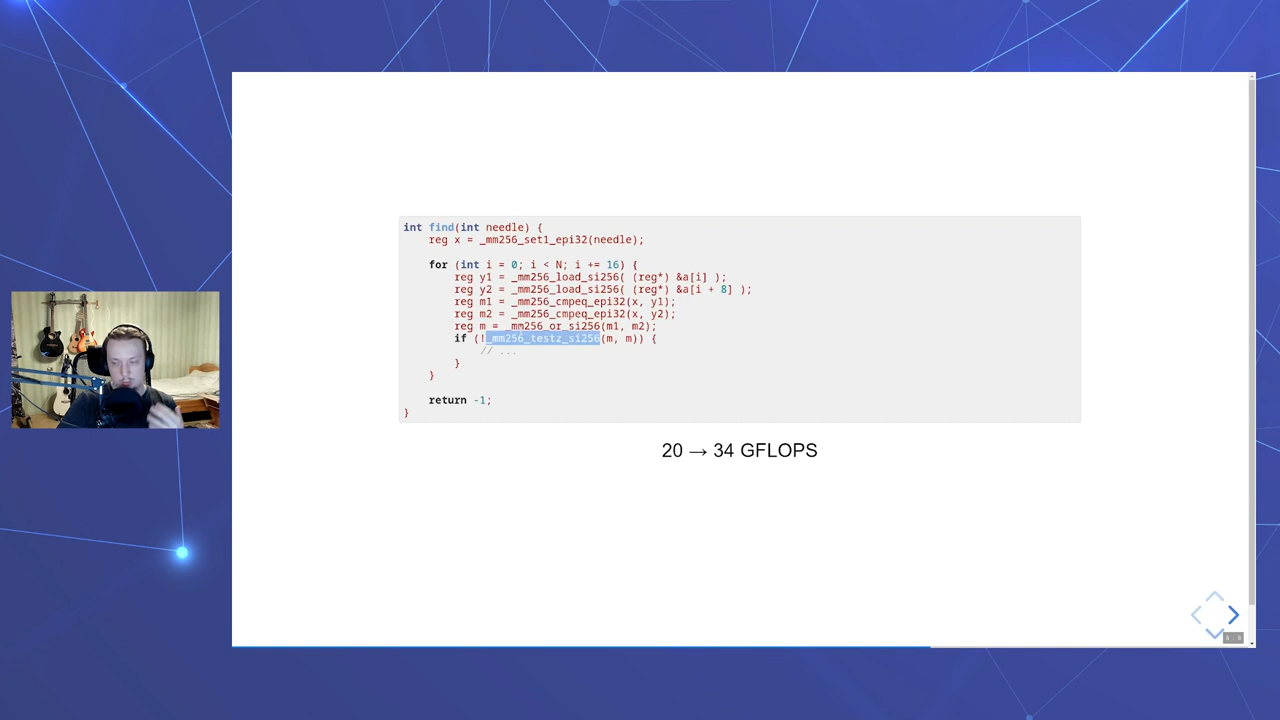 int find(int needle) {
reg x = _mm256_set1_epi32(needle);
for (int i = 0; i < N; i += 16) {
reg y1 = _mm256_load_si256( (reg*) &a[i] );
reg y2 = _mm256_load_si256( (reg*) &a[i + 8] );
reg m1 = _mm256_cmpeq_epi32(x, y1);
reg m2 = _mm256_cmpeq_epi32(x, y2);
reg m = _mm256_or_si256(m1, m2);
if (!_mm256_testz_si256(m, m)) {
// ...
}
}
return -1;
}
20 → 34 GFLOPS